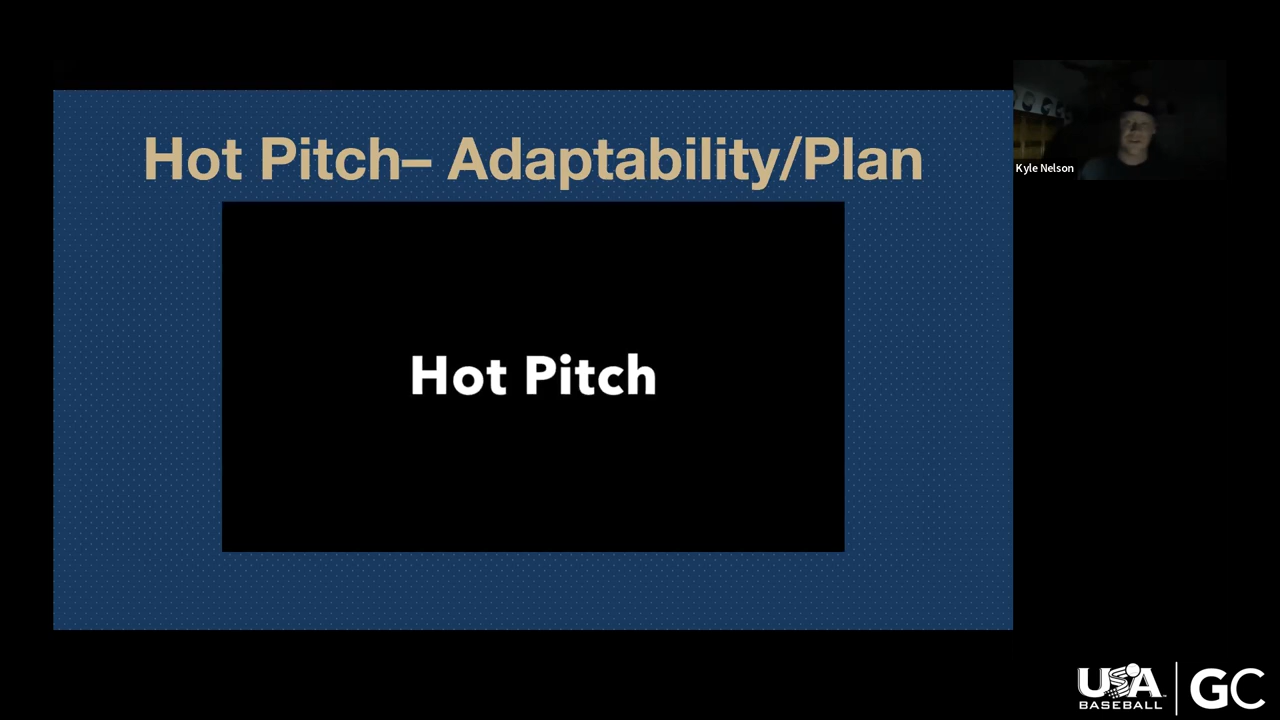 Hot Pitch– Adaptability/Plan
Hot Pitch
Kyle Nelson
USA
BASEBALL
GC